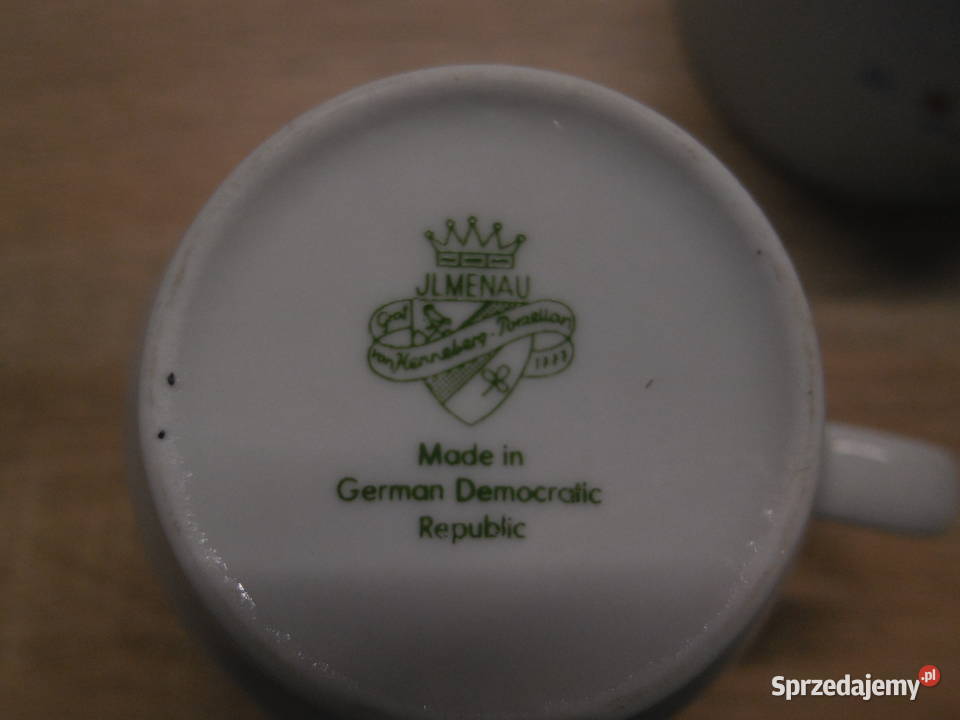 JLMENAU
Graf
von Henneberg Porzellan
1777
Made in
German Democratic
Republic
Sprzedajemy.pl